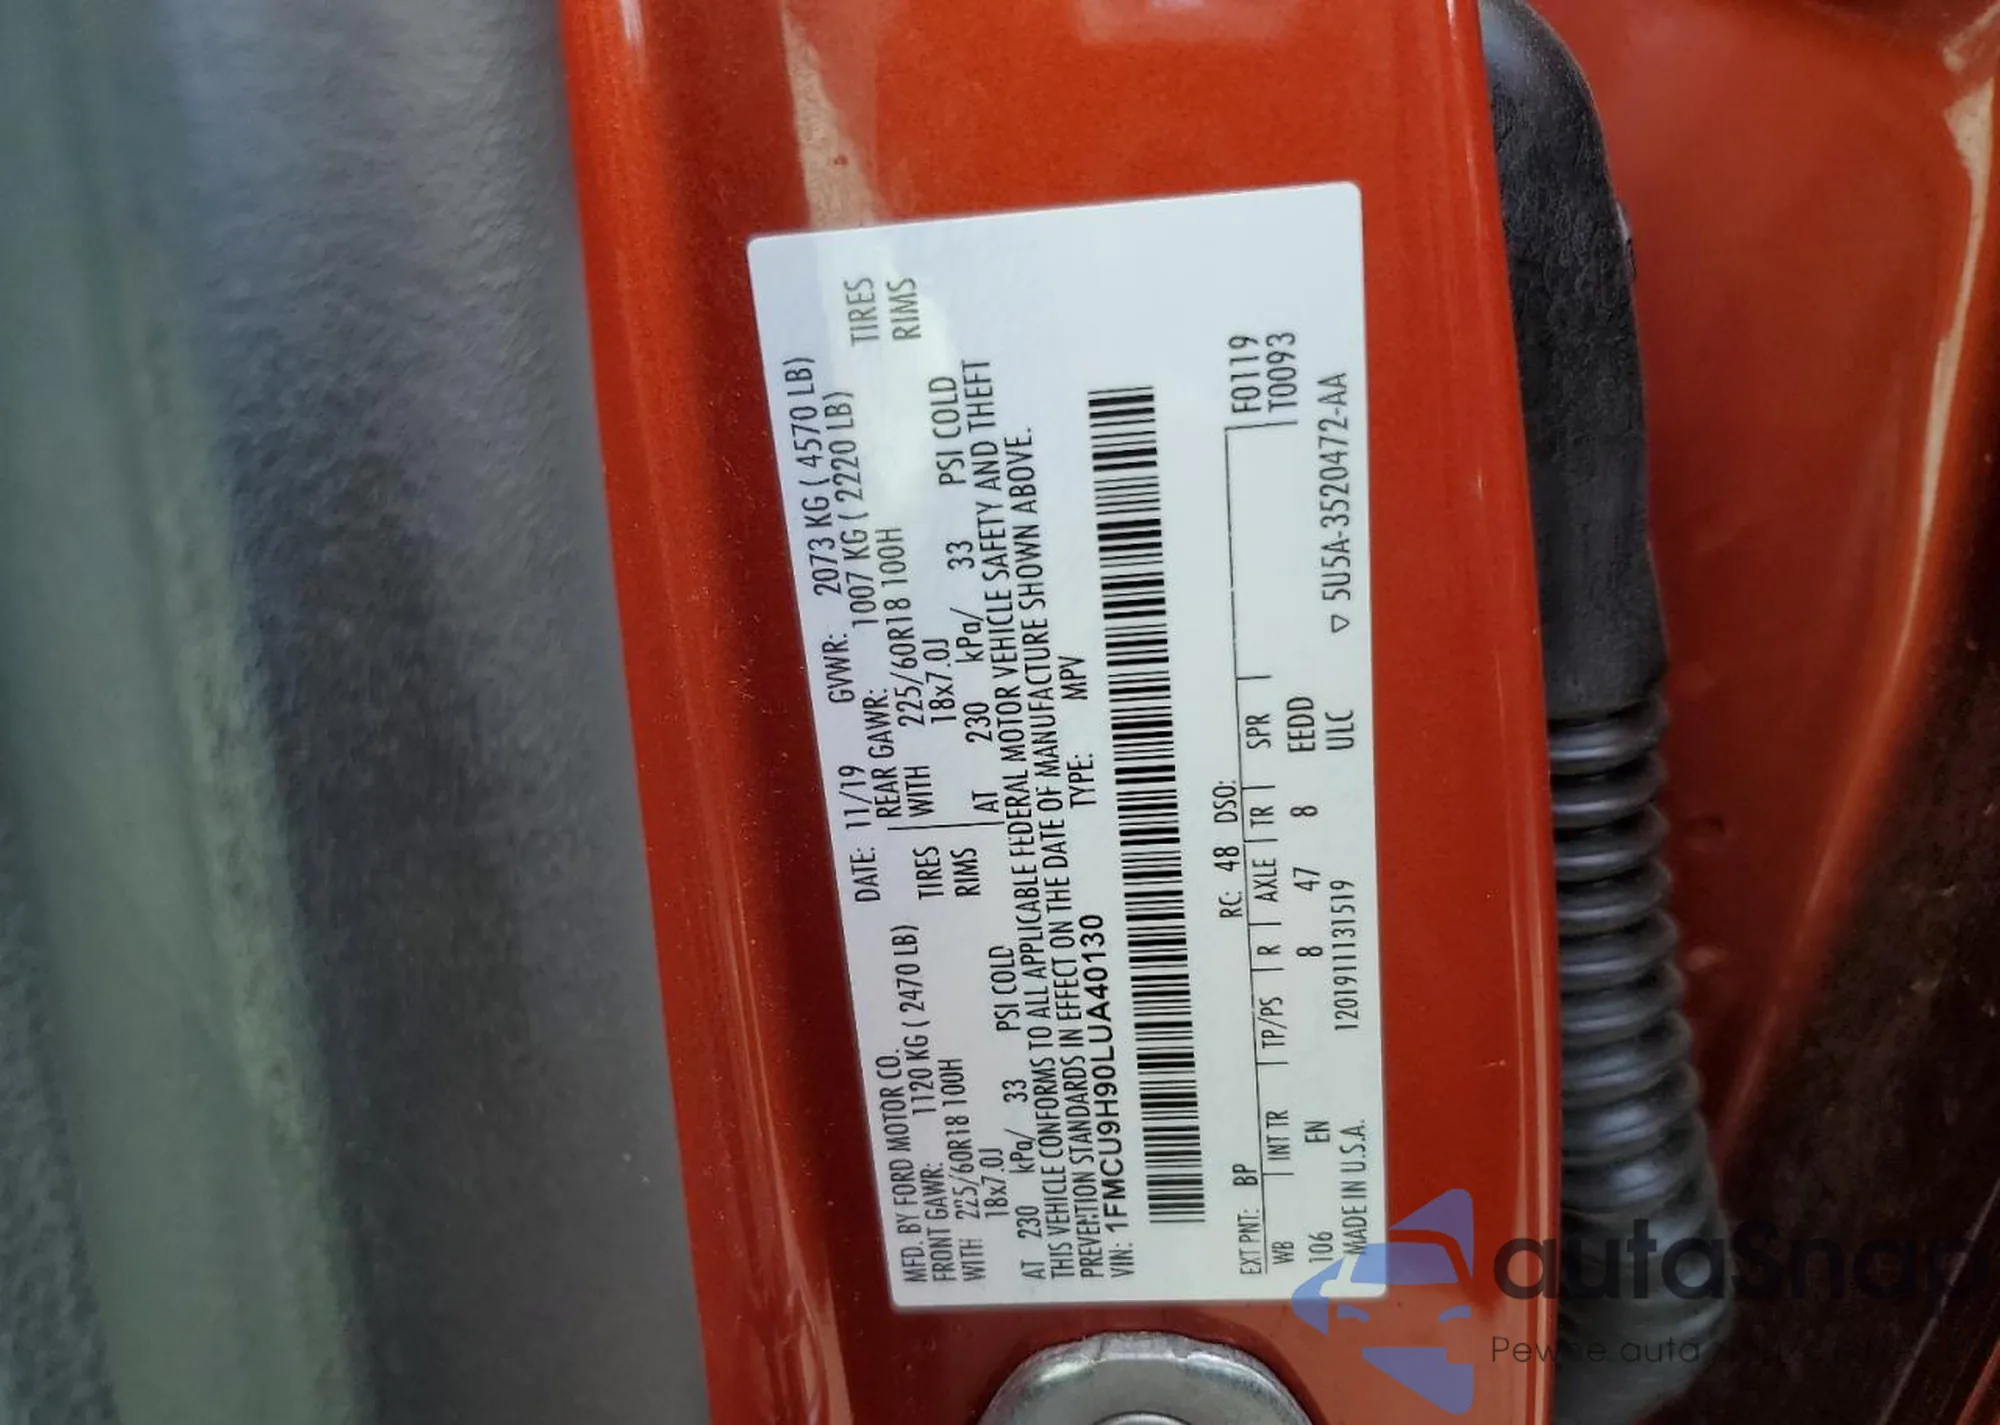 MFD. BY FORD MOTOR CO.
DATE: 11/19 GVWR: 2073 KG ( 4570 LB)
FRONT GAWR: 1120 KG ( 2470 LB) REAR GAWR: 1007 KG ( 2220 LB)
WITH 225/60R18 100H TIRES WITH 225/60R18 100H TIRES
18x7.0J RIMS 18x7.0J RIMS
AT 230 kPa/ 33 PSI COLD AT 230 kPa/ 33 PSI COLD
THIS VEHICLE CONFORMS TO ALL APPLICABLE FEDERAL MOTOR VEHICLE SAFETY AND THEFT
PREVENTION STANDARDS IN EFFECT ON THE DATE OF MANUFACTURE SHOWN ABOVE.
VIN: 1FMCU9H90LUA40130 TYPE: MPV
EXT PNT: BP RC: 48 DSO: F0119
WB INT TR TP/PS R AXLE TR SPR T0093
106 EN 8 47 8 EEDD
MADE IN U.S.A. 1201911131519 ULC ▽ 5U5A-3520472-AA
autaSnap
Pewne auta